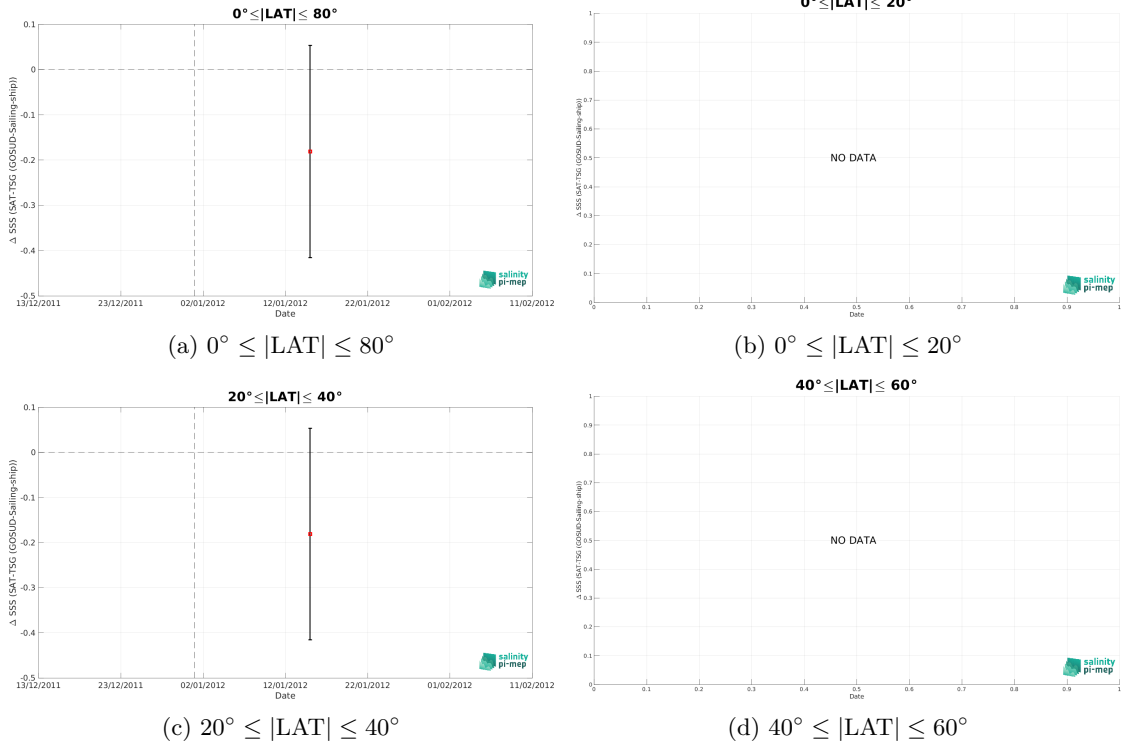 0°≤|LAT|≤ 80°
0.1
0
-0.1
-0.2
-0.3
-0.4
-0.5
Δ SSS (SAT-TSG (GOSUD-Sailing-ship))
13/12/2011 23/12/2011 02/01/2012 12/01/2012 22/01/2012 01/02/2012 11/02/2012
Date
salinity
pi-mep
(a) 0° ≤ |LAT| ≤ 80°
0°≤|LAT|≤ 20°
1
0.9
0.8
0.7
0.6
0.5
0.4
0.3
0.2
0.1
0
Δ SSS (SAT-TSG (GOSUD-Sailing-ship))
NO DATA
0 0.1 0.2 0.3 0.4 0.5 0.6 0.7 0.8 0.9 1
Date
salinity
pi-mep
(b) 0° ≤ |LAT| ≤ 20°
20°≤|LAT|≤ 40°
0.1
0
-0.1
-0.2
-0.3
-0.4
-0.5
Δ SSS (SAT-TSG (GOSUD-Sailing-ship))
13/12/2011 23/12/2011 02/01/2012 12/01/2012 22/01/2012 01/02/2012 11/02/2012
Date
salinity
pi-mep
(c) 20° ≤ |LAT| ≤ 40°
40°≤|LAT|≤ 60°
1
0.9
0.8
0.7
0.6
0.5
0.4
0.3
0.2
0.1
0
Δ SSS (SAT-TSG (GOSUD-Sailing-ship))
NO DATA
0 0.1 0.2 0.3 0.4 0.5 0.6 0.7 0.8 0.9 1
Date
salinity
pi-mep
(d) 40° ≤ |LAT| ≤ 60°